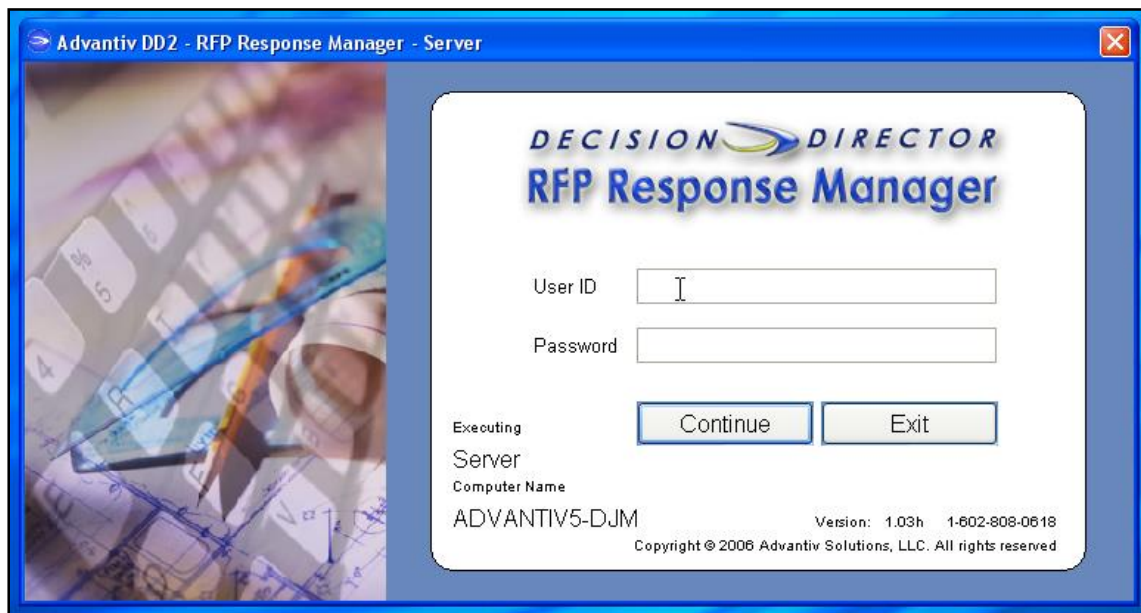 Advantiv DD2 - RFP Response Manager - Server
DECISION DIRECTOR
RFP Response Manager
User ID
Password
Continue Exit
Executing
Server
Computer Name
ADVANTIV5-DJM
Version: 1.03h 1-602-808-0618
Copyright © 2006 Advantiv Solutions, LLC. All rights reserved